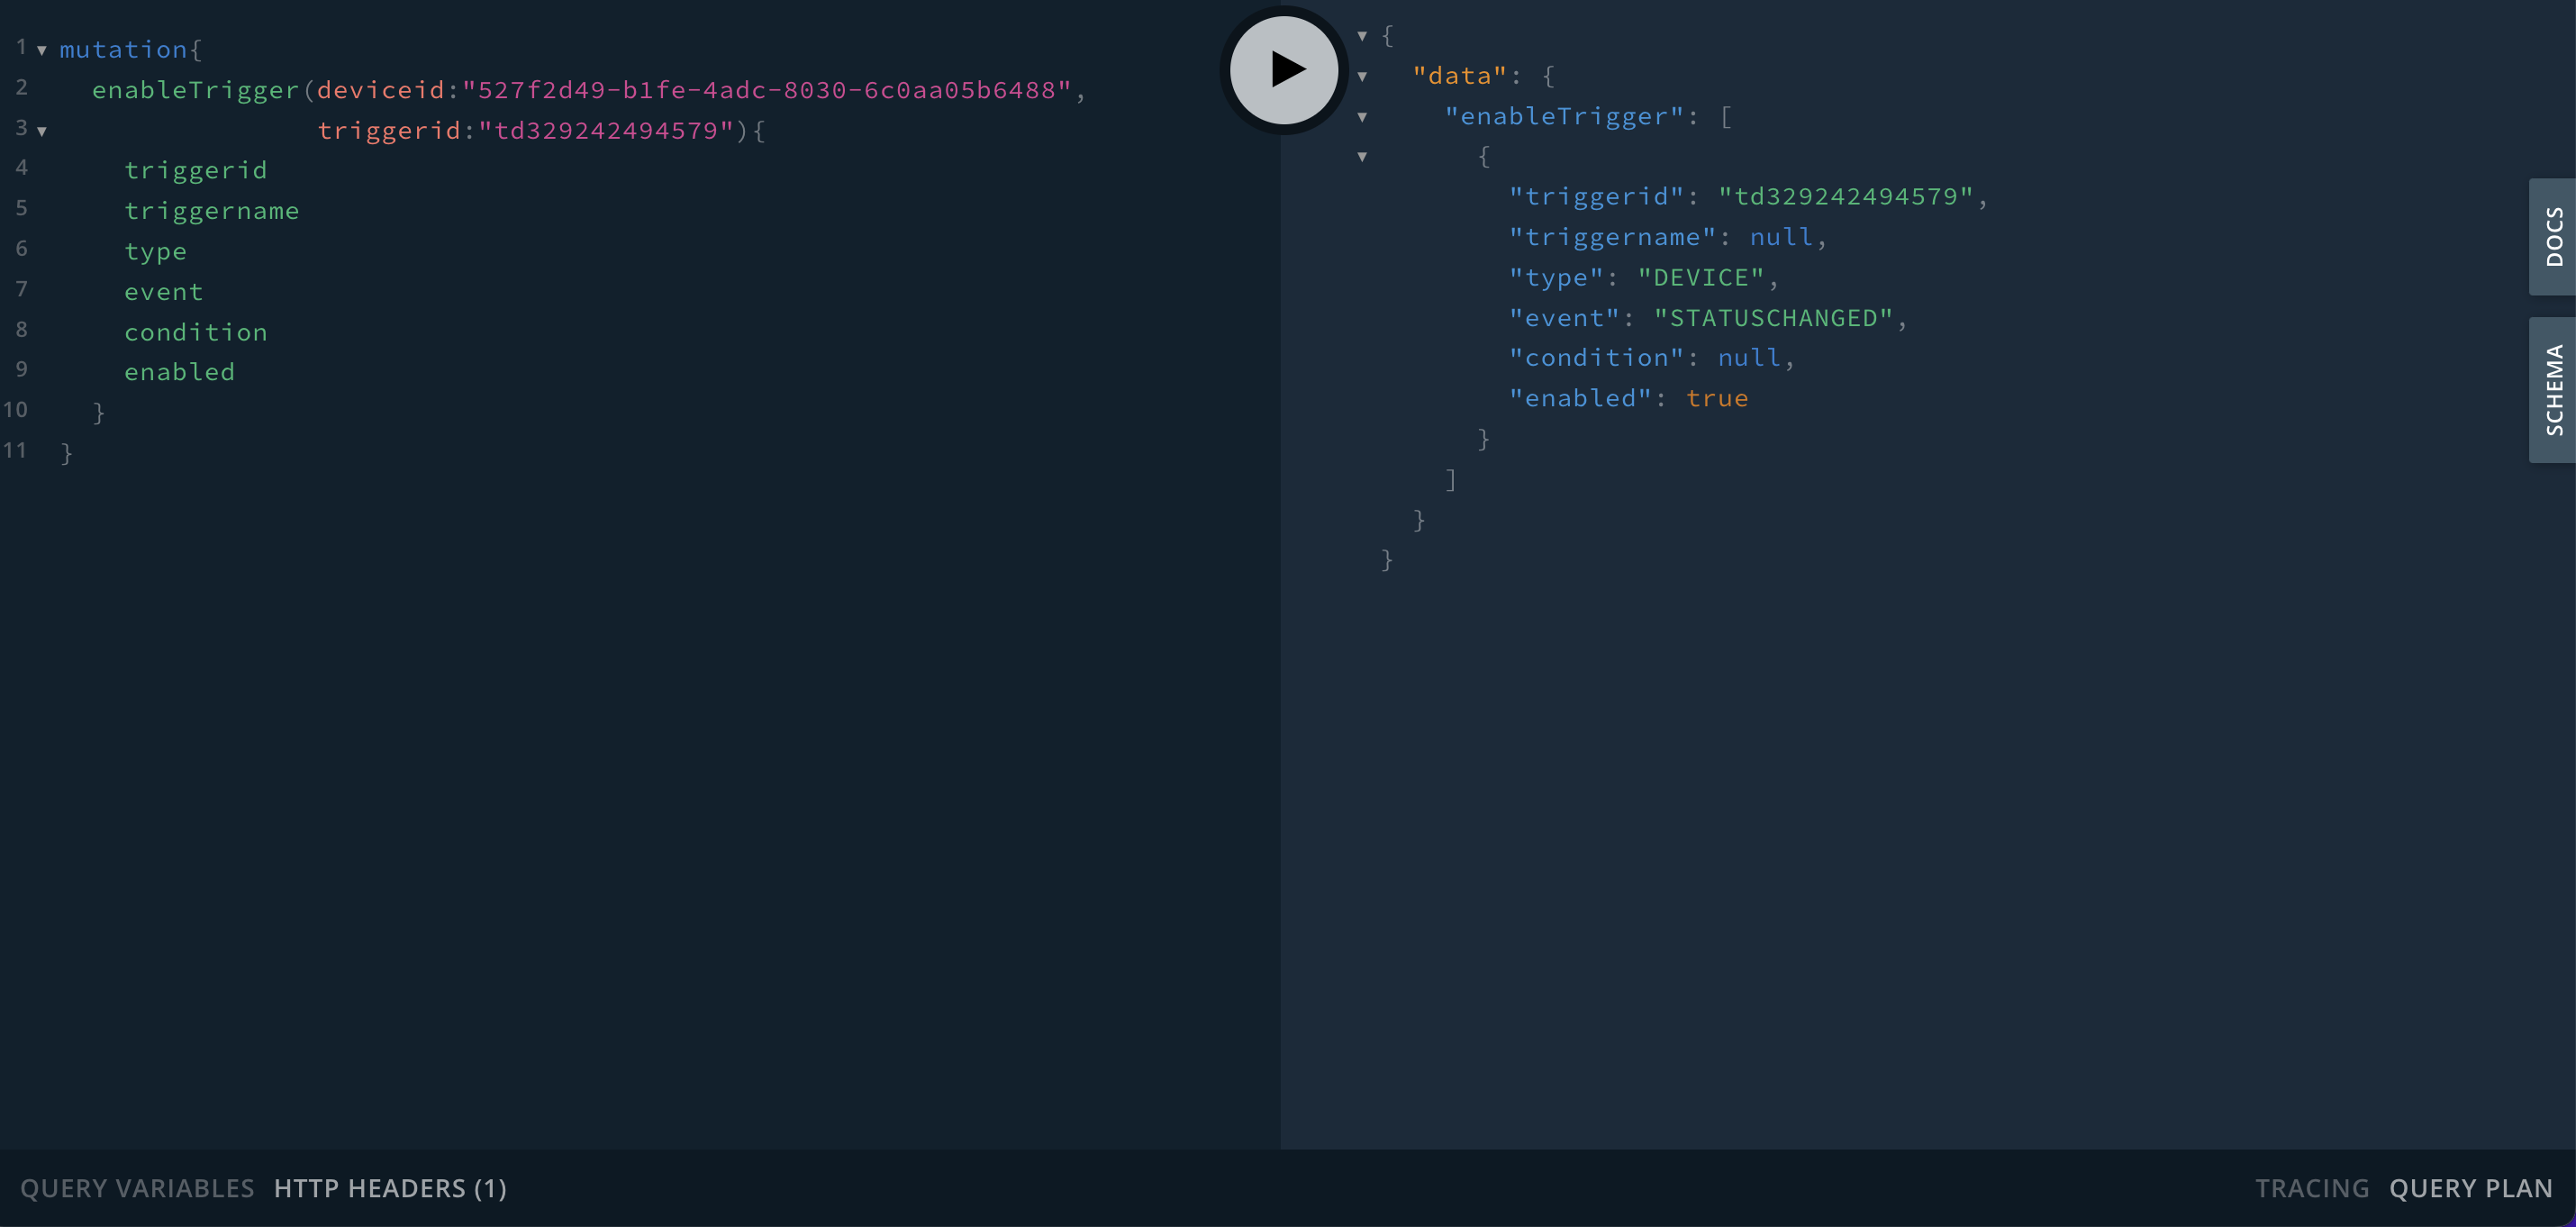 1 ▾ mutation{
2 enableTrigger(deviceid:"527f2d49-b1fe-4adc-8030-6c0aa05b6488",
3 ▾ triggerid:"td329242494579"){
4 triggerid
5 triggername
6 type
7 event
8 condition
9 enabled
10 }
11 }
▾ {
▾ "data": {
▾ "enableTrigger": [
▾ {
"triggerid": "td329242494579",
"triggername": null,
"type": "DEVICE",
"event": "STATUSCHANGED",
"condition": null,
"enabled": true
}
]
}
}
DOCS
SCHEMA
QUERY VARIABLES HTTP HEADERS (1)
TRACING QUERY PLAN